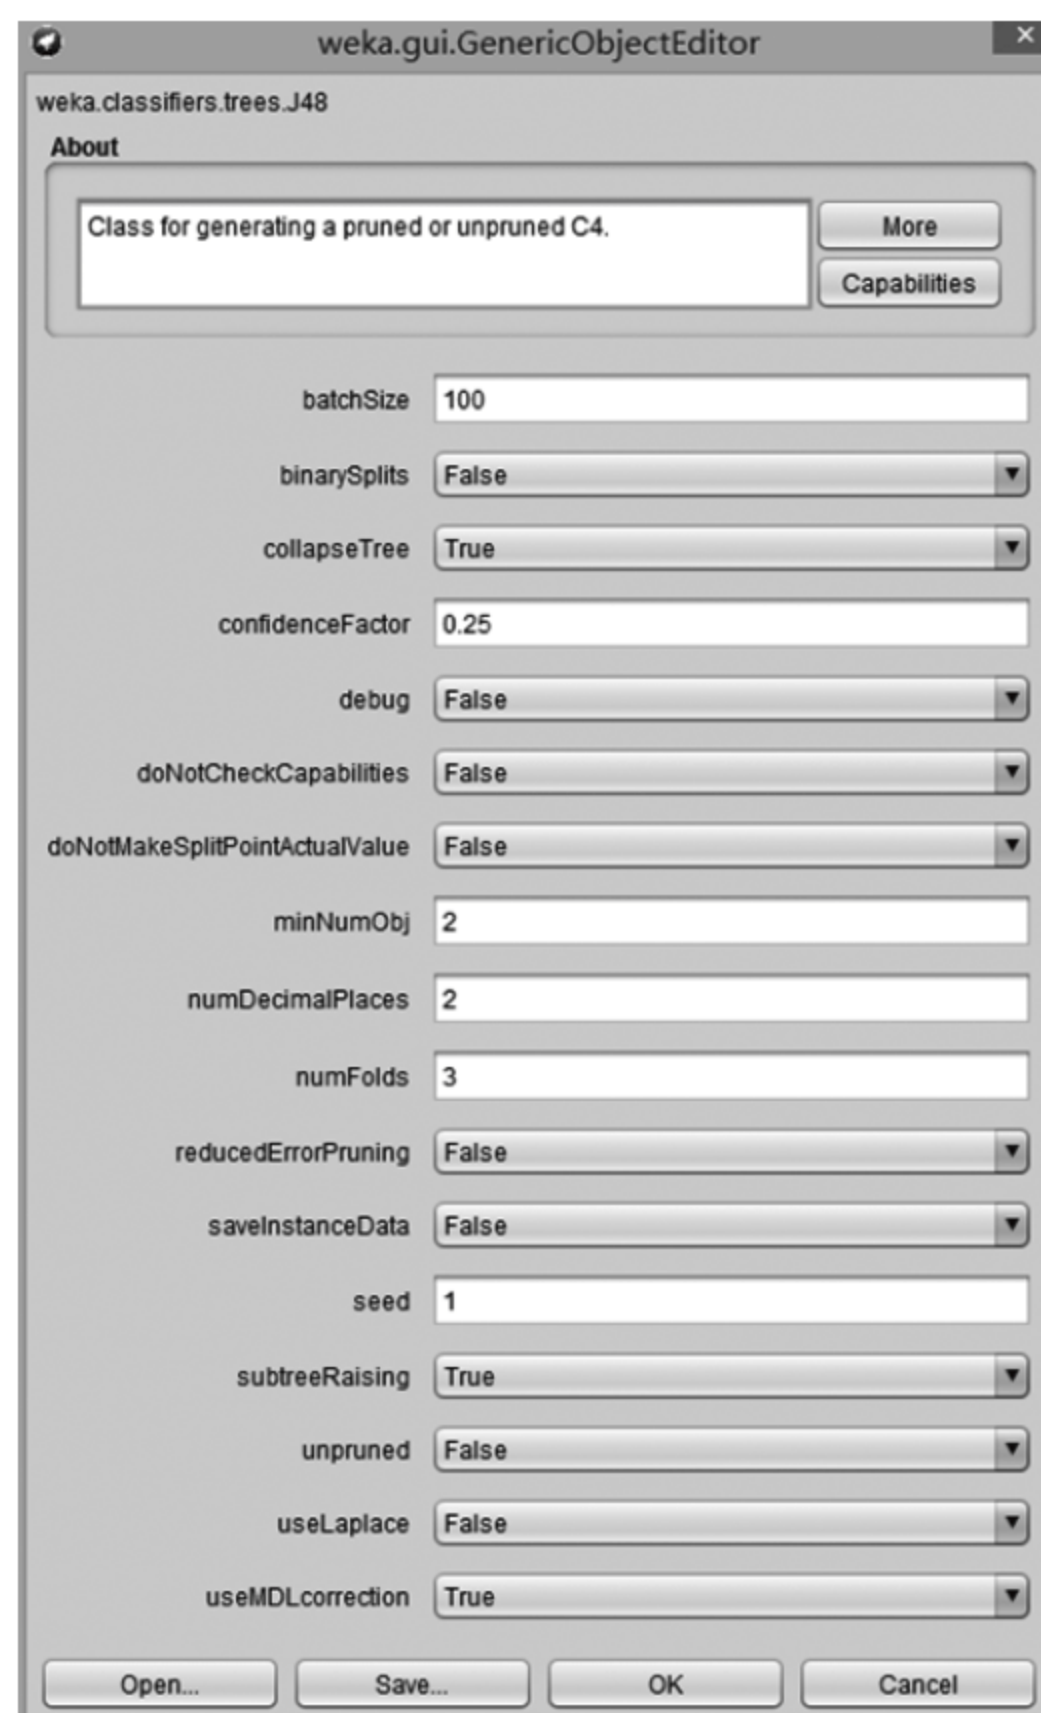 weka.gui.GenericObjectEditor
weka.classifiers.trees.J48
About
Class for generating a pruned or unpruned C4.
More
Capabilities
batchSize 100
binarySplits False
collapseTree True
confidenceFactor 0.25
debug False
doNotCheckCapabilities False
doNotMakeSplitPointActualValue False
minNumObj 2
numDecimalPlaces 2
numFolds 3
reducedErrorPruning False
saveInstanceData False
seed 1
subtreeRaising True
unpruned False
useLaplace False
useMDLcorrection True
Open... Save... OK Cancel